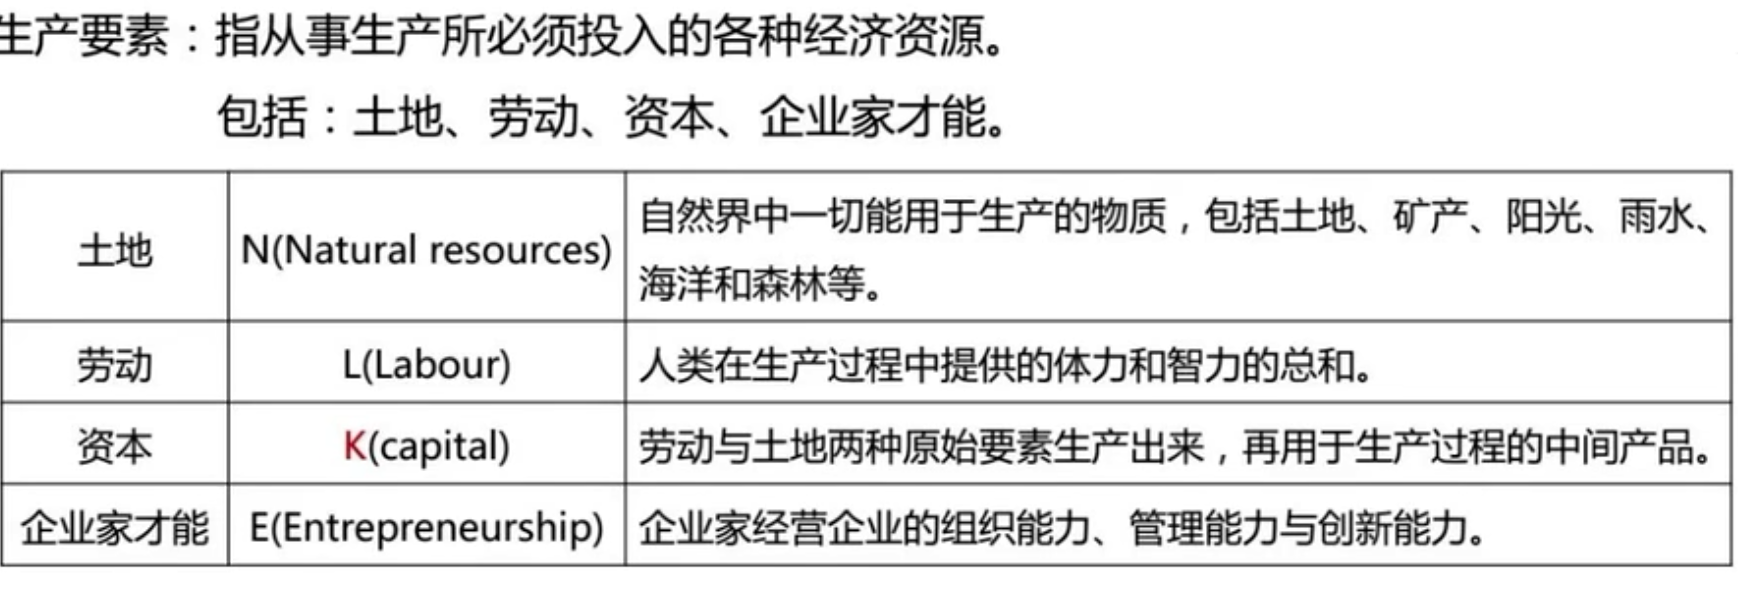 生产要素：指从事生产所必须投入的各种经济资源。
包括：土地、劳动、资本、企业家才能。
土地 N(Natural resources) 自然界中一切能用于生产的物质，包括土地、矿产、阳光、雨水、
海洋和森林等。
劳动 L(Labour) 人类在生产过程中提供的体力和智力的总和。
资本 K(capital) 劳动与土地两种原始要素生产出来，再用于生产过程的中间产品。
企业家才能 E(Entrepreneurship) 企业家经营企业的组织能力、管理能力与创新能力。